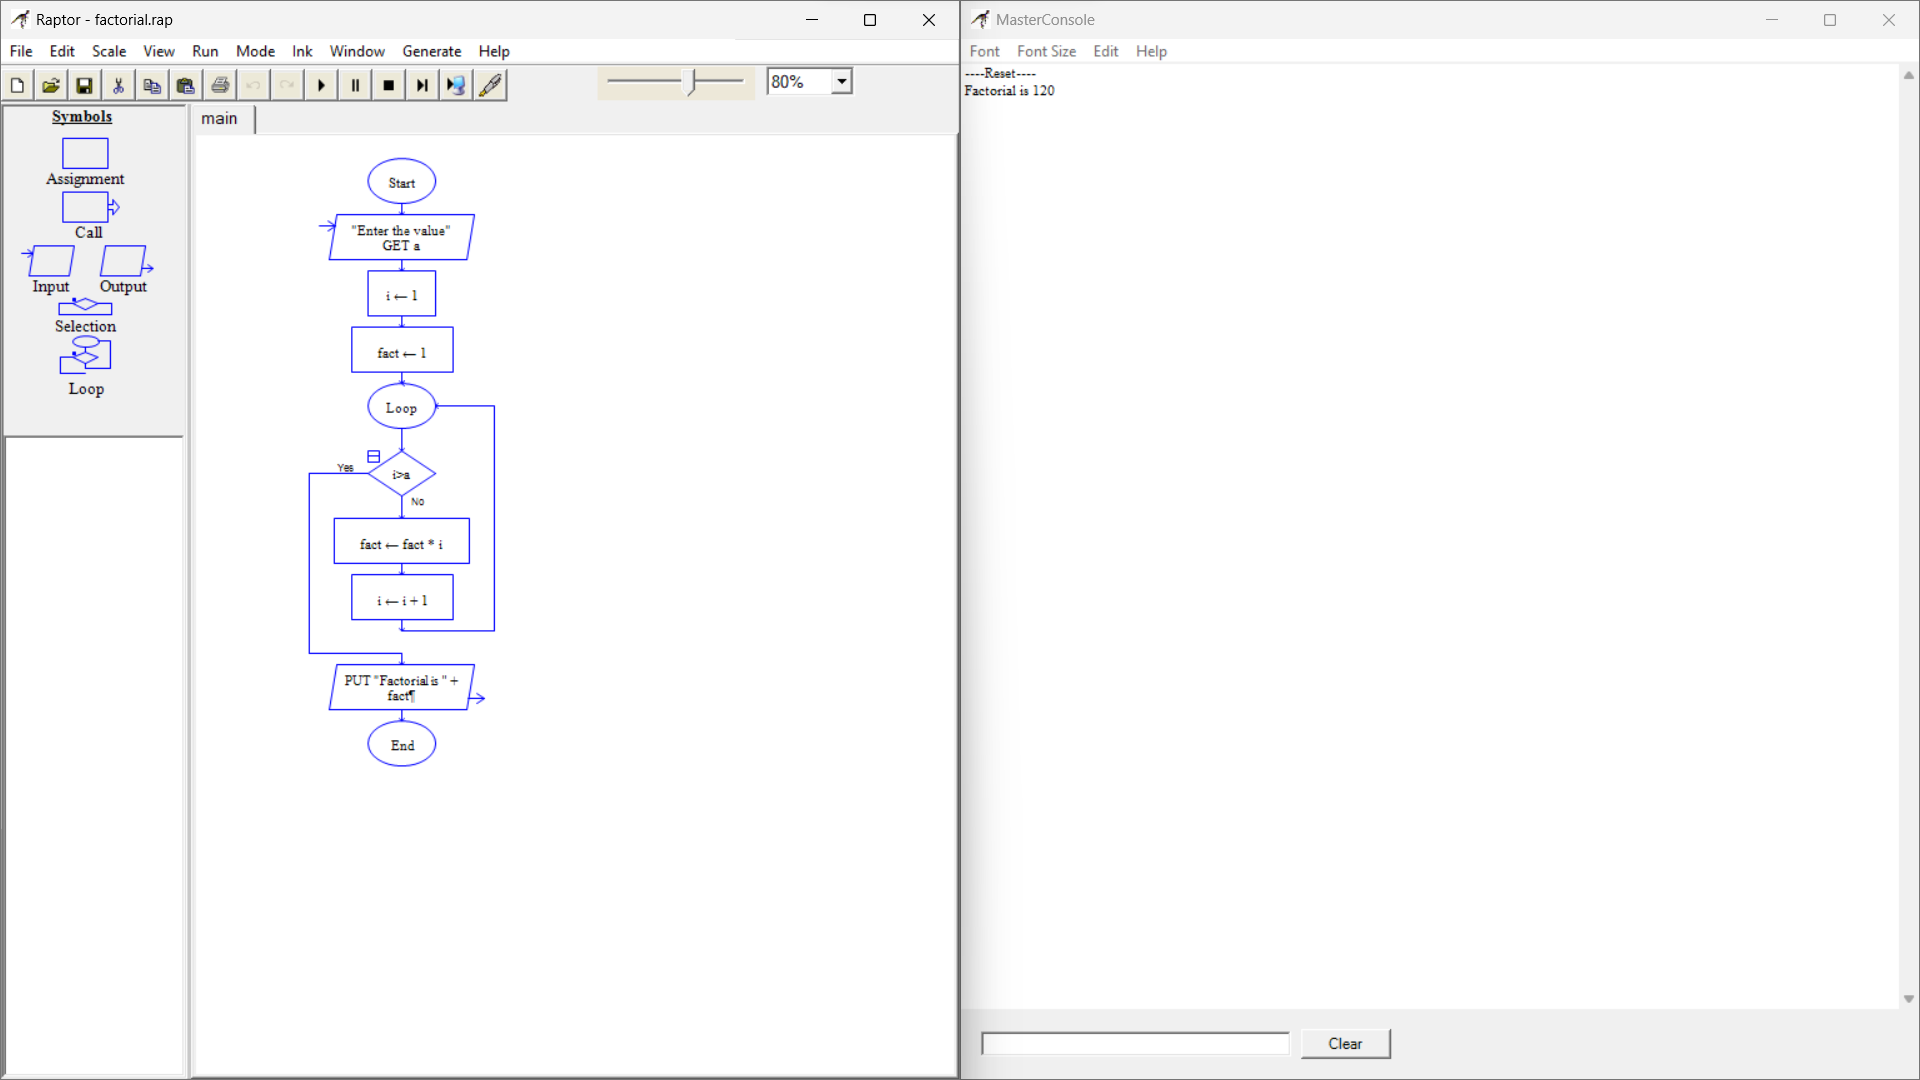 Raptor - factorial.rap
File Edit Scale View Run Mode Ink Window Generate Help
80%
Symbols
Assignment
Call
Input Output
Selection
Loop
main
Start
"Enter the value"
GET a
i ← 1
fact ← 1
Loop
Yes
i>a
No
fact ← fact * i
i ← i + 1
PUT "Factorial is " +
fact¶
End
MasterConsole
Font Font Size Edit Help
----Reset----
Factorial is 120
Clear